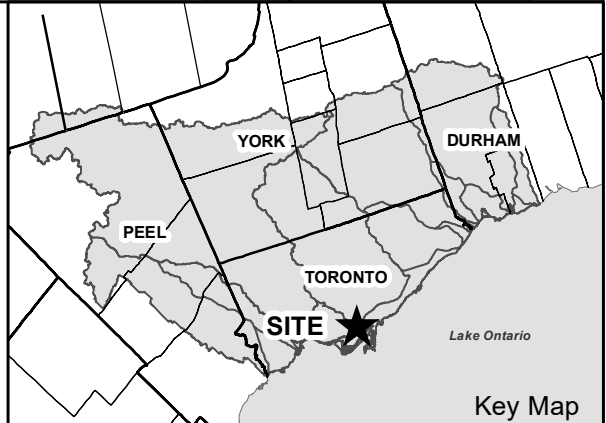 YORK
DURHAM
PEEL
TORONTO
SITE
Lake Ontario
Key Map